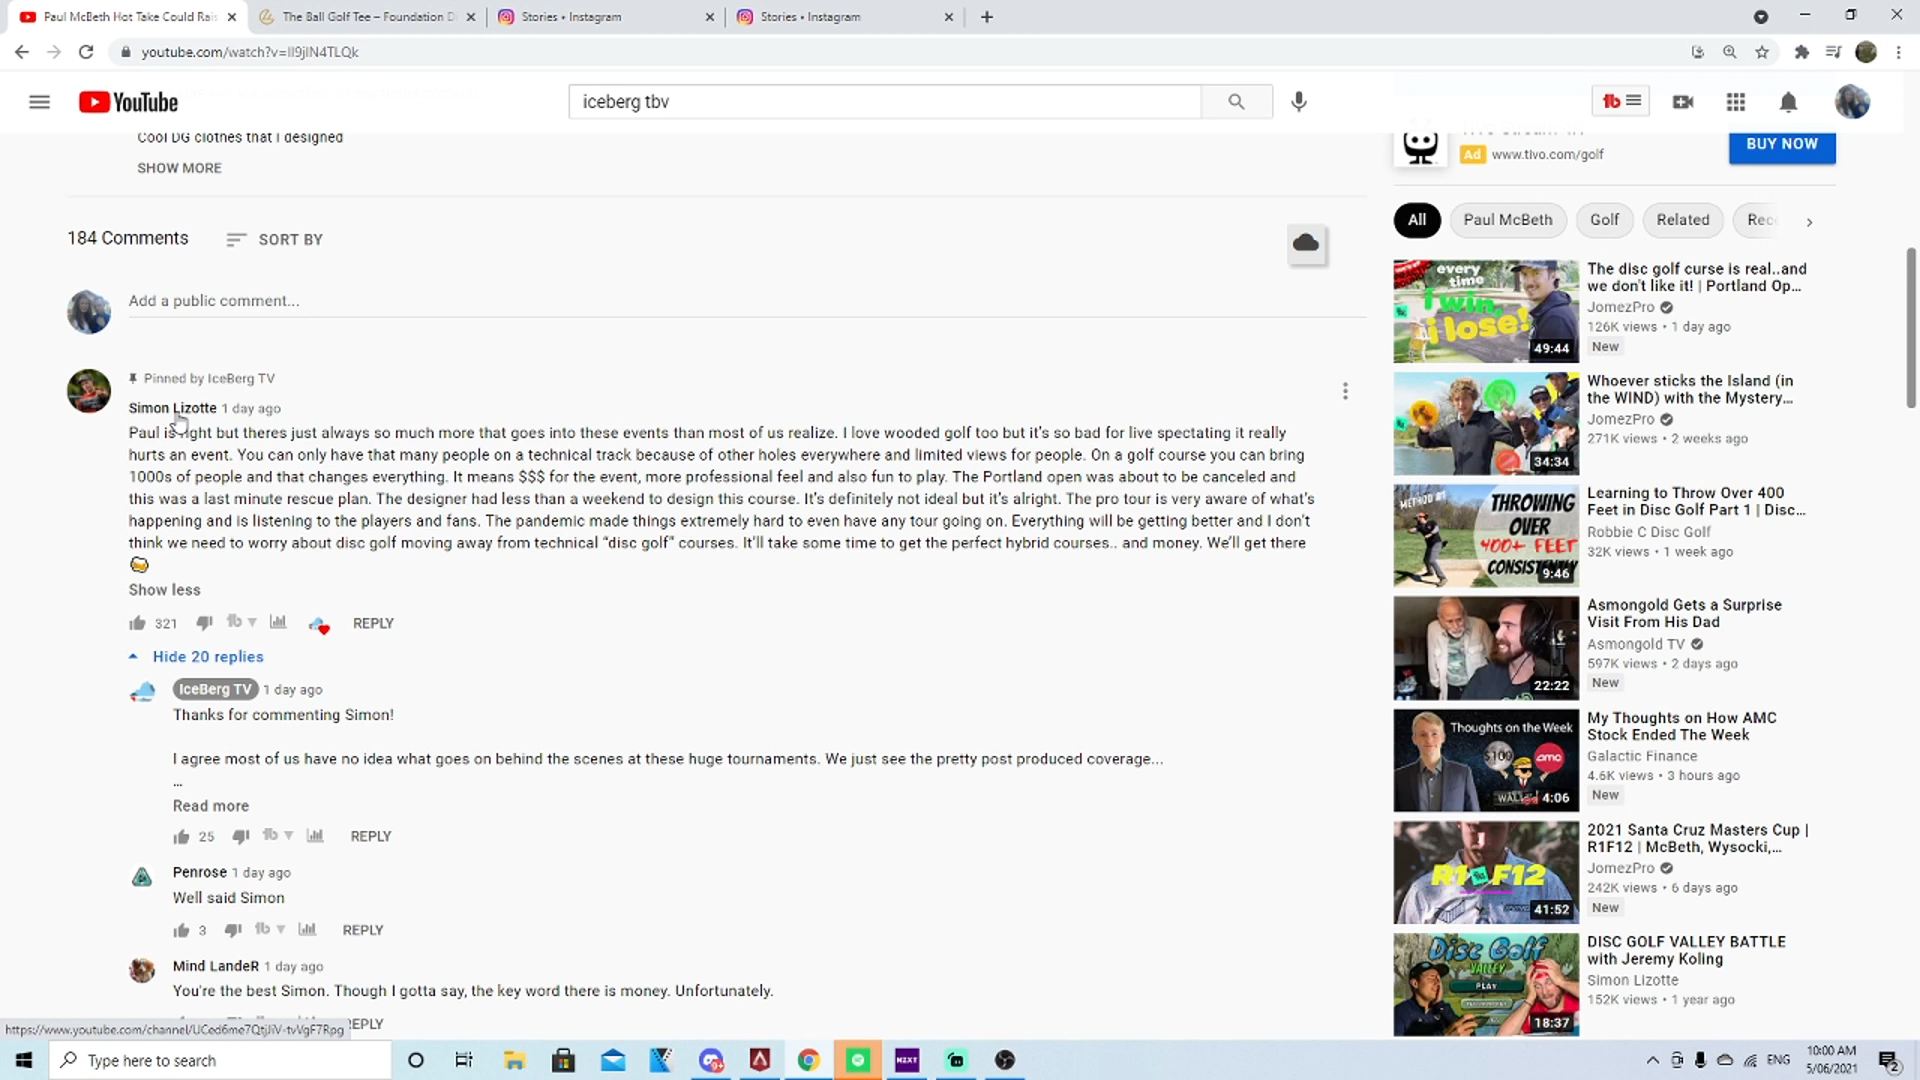 Paul McBeth Hot Take Could Rais
The Ball Golf Tee – Foundation D
Stories • Instagram
Stories • Instagram
YouTube
iceberg tbv
Cool DG clothes that I designed
SHOW MORE
Ad www.tivo.com/golf
BUY NOW
184 Comments
SORT BY
Add a public comment...
Pinned by IceBerg TV
Simon Lizotte 1 day ago
Paul is right but theres just always so much more that goes into these events than most of us realize. I love wooded golf too but it's so bad for live spectating it really
hurts an event. You can only have that many people on a technical track because of other holes everywhere and limited views for people. On a golf course you can bring
1000s of people and that changes everything. It means $$$ for the event, more professional feel and also fun to play. The Portland open was about to be canceled and
this was a last minute rescue plan. The designer had less than a weekend to design this course. It's definitely not ideal but it's alright. The pro tour is very aware of what's
happening and is listening to the players and fans. The pandemic made things extremely hard to even have any tour going on. Everything will be getting better and I don't
think we need to worry about disc golf moving away from technical “disc golf” courses. It'll take some time to get the perfect hybrid courses.. and money. We'll get there
Show less
321 REPLY
Hide 20 replies
IceBerg TV 1 day ago
Thanks for commenting Simon!
I agree most of us have no idea what goes on behind the scenes at these huge tournaments. We just see the pretty post produced coverage...
...
Read more
25 REPLY
Penrose 1 day ago
Well said Simon
3 REPLY
Mind LandeR 1 day ago
You're the best Simon. Though I gotta say, the key word there is money. Unfortunately.
REPLY
All Paul McBeth Golf Related Rec
every
time
i win,
i lose!
49:44
The disc golf curse is real..and
we don't like it! | Portland Op...
JomezPro
126K views • 1 day ago
New
34:34
Whoever sticks the Island (in
the WIND) with the Mystery...
JomezPro
271K views • 2 weeks ago
METHOD #1
THROWING
OVER
400+ FEET
CONSISTENTLY
9:46
Learning to Throw Over 400
Feet in Disc Golf Part 1 | Disc...
Robbie C Disc Golf
32K views • 1 week ago
22:22
Asmongold Gets a Surprise
Visit From His Dad
Asmongold TV
597K views • 2 days ago
New
Thoughts on the Week
$100
amc
4:06
My Thoughts on How AMC
Stock Ended The Week
Galactic Finance
4.6K views • 3 hours ago
New
R1 F12
41:52
2021 Santa Cruz Masters Cup |
R1F12 | McBeth, Wysocki,...
JomezPro
242K views • 6 days ago
New
Disc Golf
VALLEY
PLAY
18:37
DISC GOLF VALLEY BATTLE
with Jeremy Koling
Simon Lizotte
152K views • 1 year ago
Type here to search
NZXT
ENG
10:00 AM
5/06/2021
2